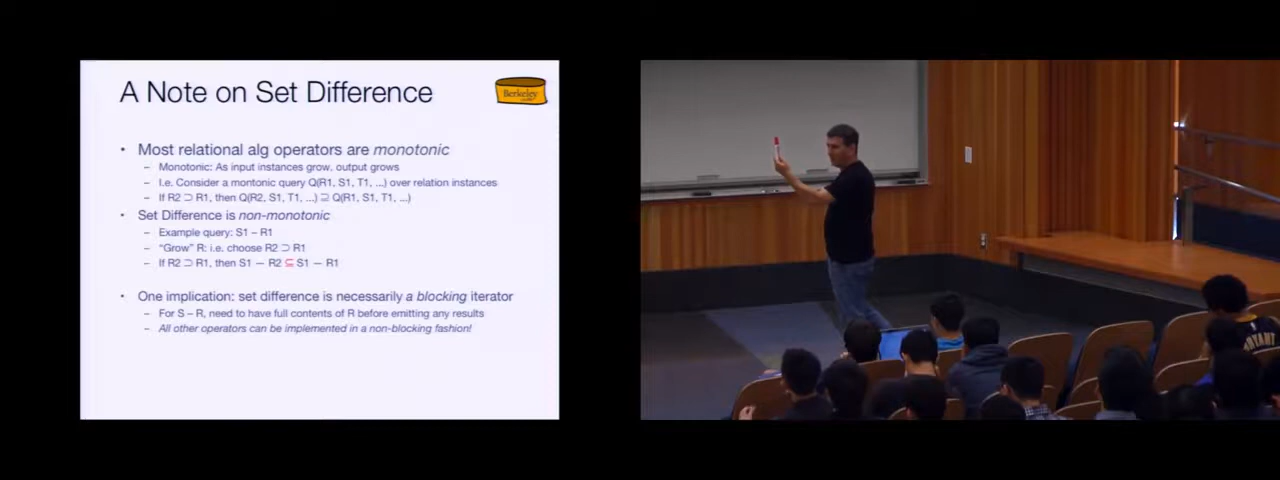 A Note on Set Difference
Berkeley
• Most relational alg operators are monotonic
– Monotonic: As input instances grow, output grows
– I.e. Consider a montonic query Q(R1, S1, T1, ...) over relation instances
– If R2 ⊃ R1, then Q(R2, S1, T1, ...) ⊇ Q(R1, S1, T1, ...)
• Set Difference is non-monotonic
– Example query: S1 – R1
– "Grow" R: i.e. choose R2 ⊃ R1
– If R2 ⊃ R1, then S1 — R2 ⊆ S1 — R1
• One implication: set difference is necessarily a blocking iterator
– For S – R, need to have full contents of R before emitting any results
– All other operators can be implemented in a non-blocking fashion!